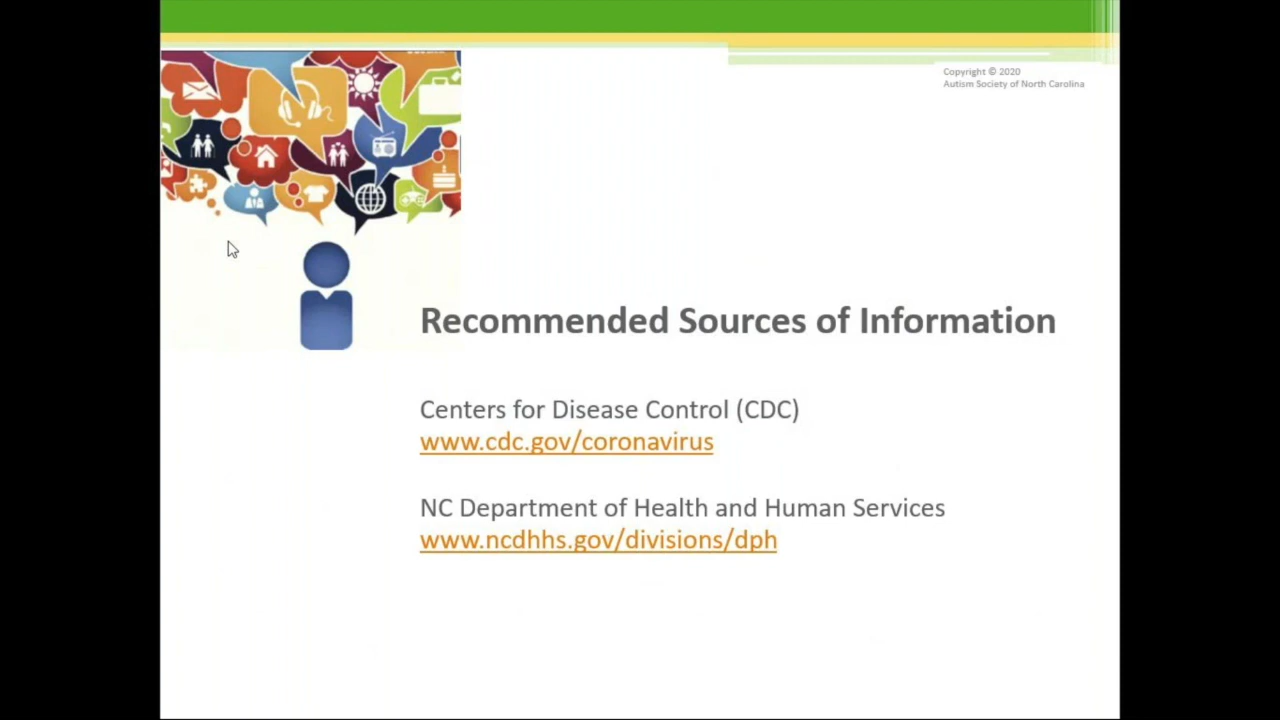 Copyright © 2020
Autism Society of North Carolina
Recommended Sources of Information
Centers for Disease Control (CDC)
www.cdc.gov/coronavirus
NC Department of Health and Human Services
www.ncdhhs.gov/divisions/dph